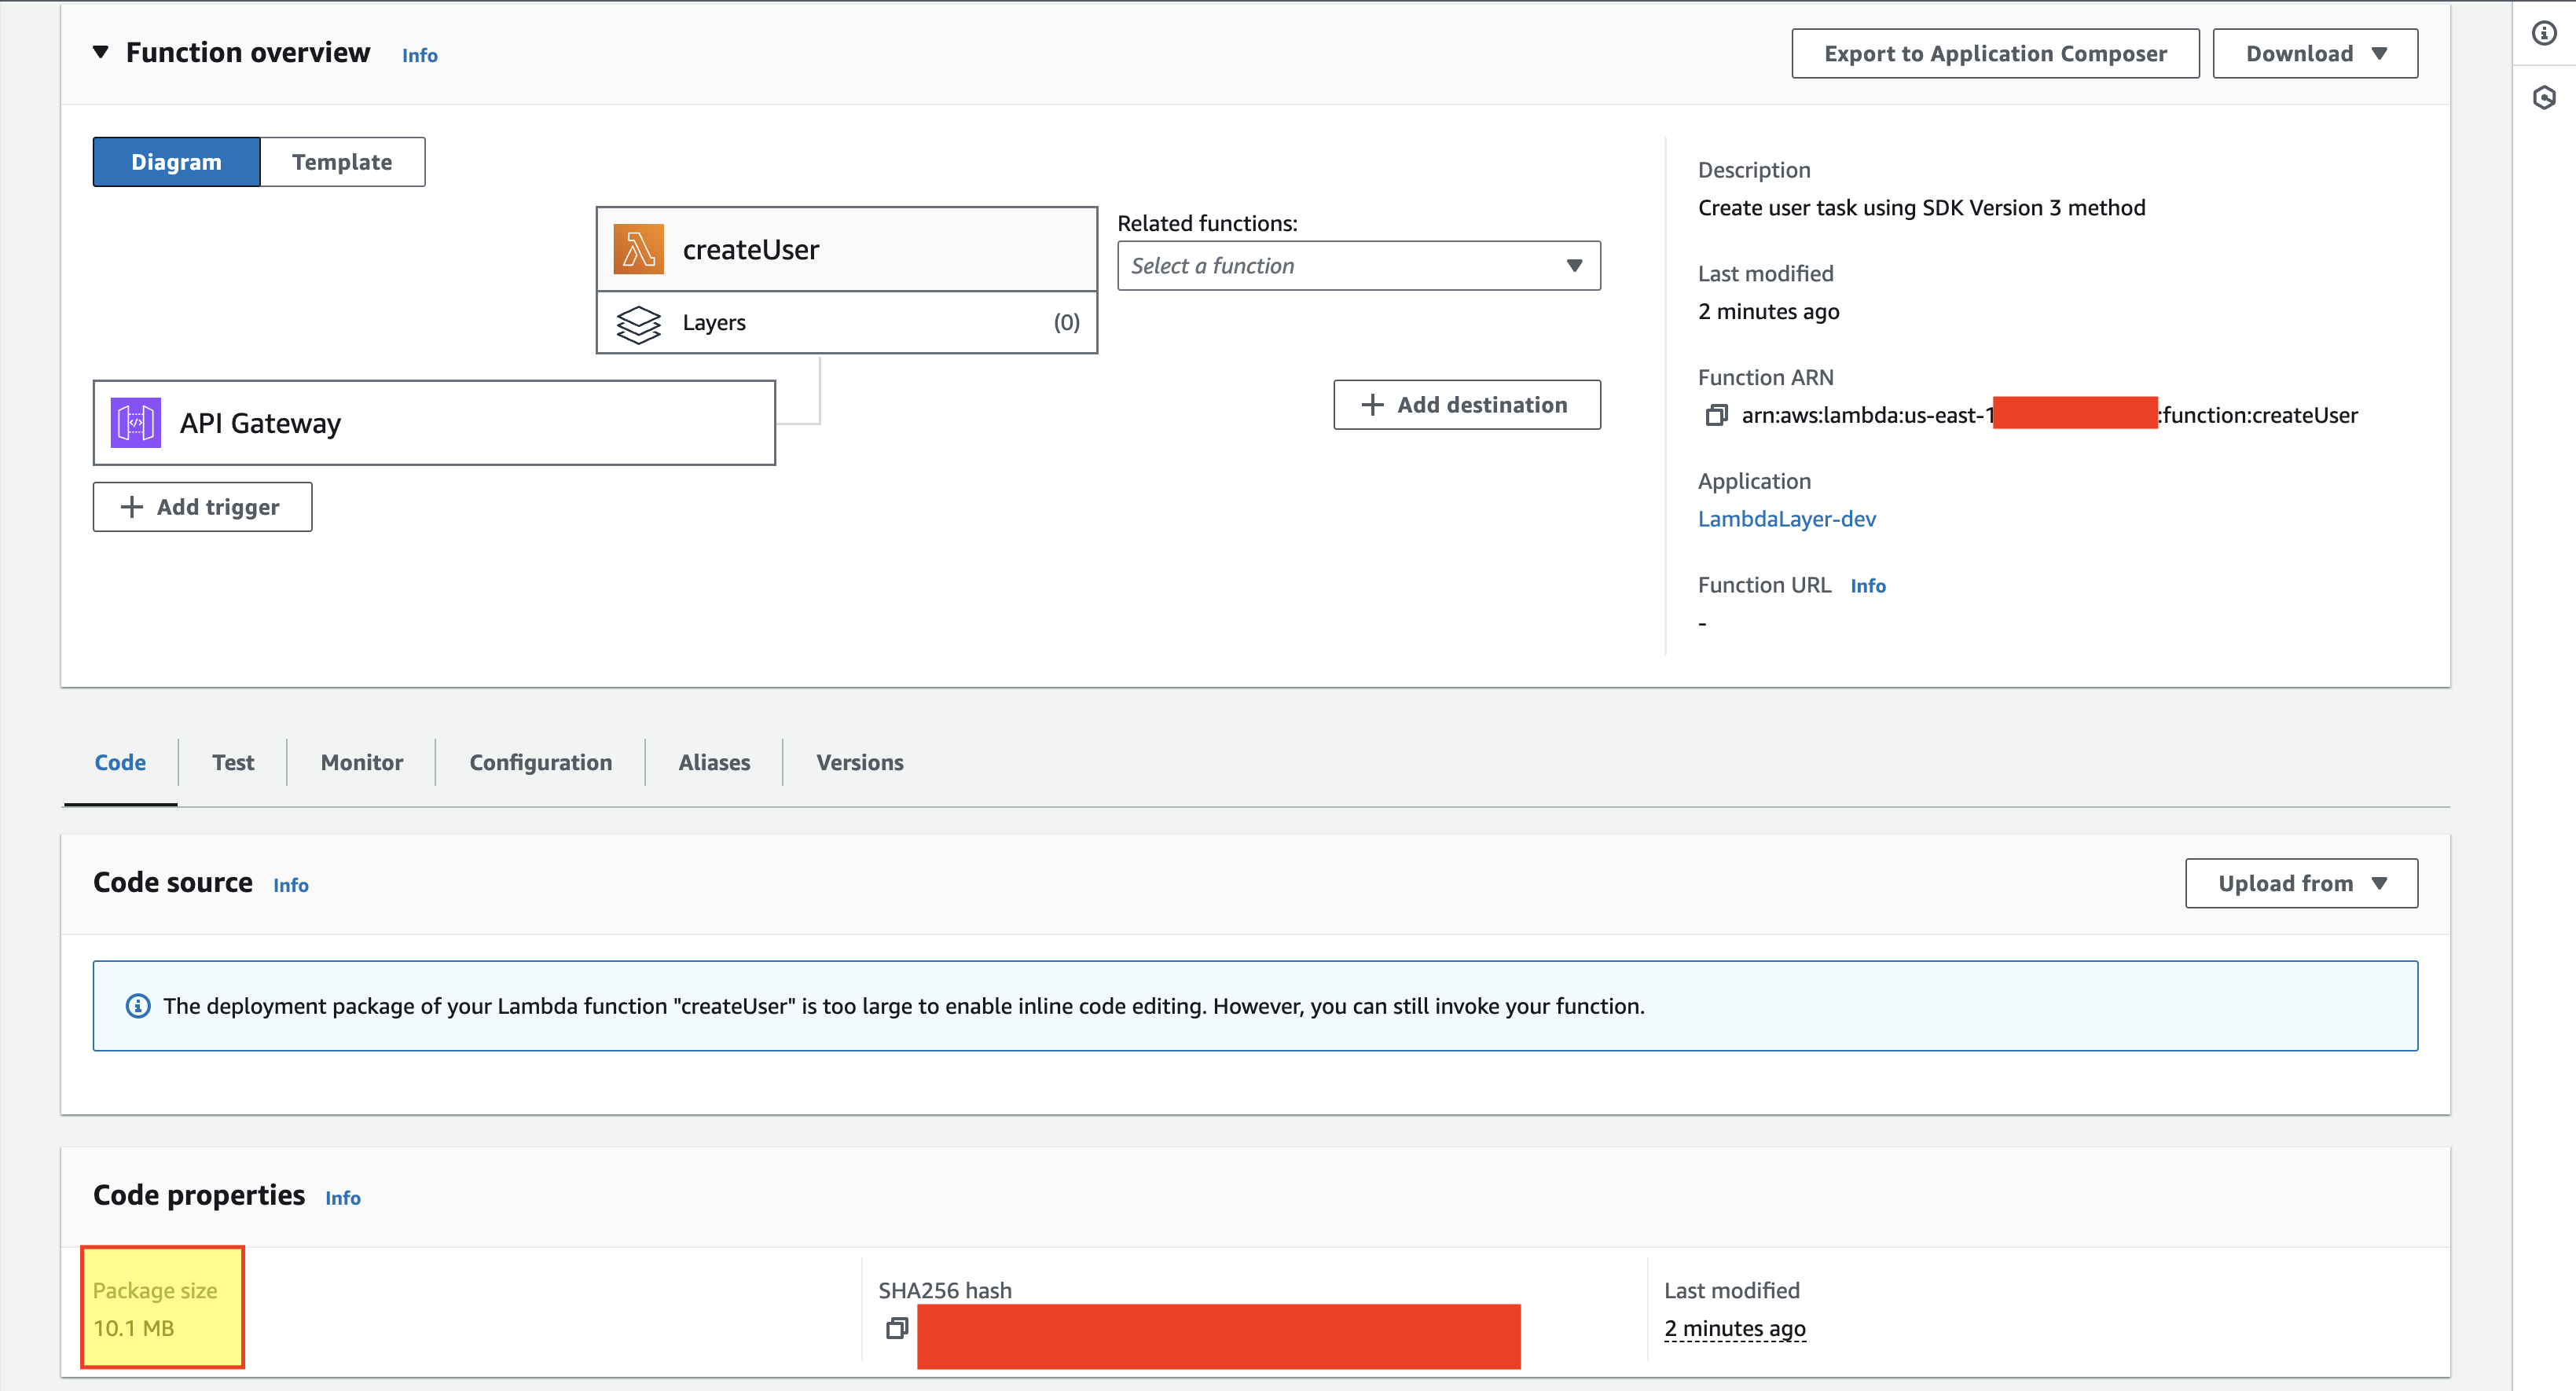 Function overview Info
Export to Application Composer
Download
Diagram
Template
createUser
Layers
(0)
Related functions:
Select a function
API Gateway
Add trigger
Add destination
Description
Create user task using SDK Version 3 method
Last modified
2 minutes ago
Function ARN
arn:aws:lambda:us-east-1 :function:createUser
Application
LambdaLayer-dev
Function URL Info
-
Code
Test
Monitor
Configuration
Aliases
Versions
Code source Info
Upload from
The deployment package of your Lambda function "createUser" is too large to enable inline code editing. However, you can still invoke your function.
Code properties Info
Package size
10.1 MB
SHA256 hash
Last modified
2 minutes ago